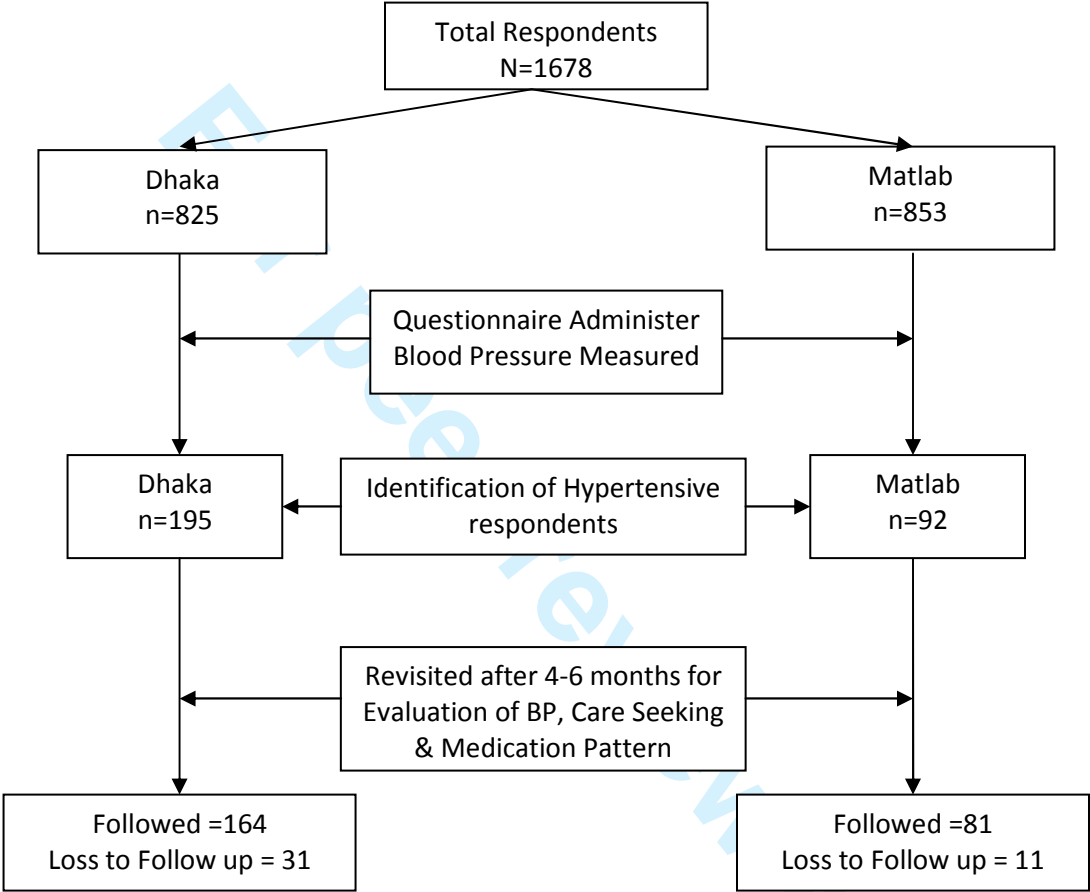 Total Respondents
N=1678
Dhaka
n=825
Matlab
n=853
Questionnaire Administer
Blood Pressure Measured
Dhaka
n=195
Identification of Hypertensive
respondents
Matlab
n=92
Revisited after 4-6 months for
Evaluation of BP, Care Seeking
& Medication Pattern
Followed =164
Loss to Follow up = 31
Followed =81
Loss to Follow up = 11